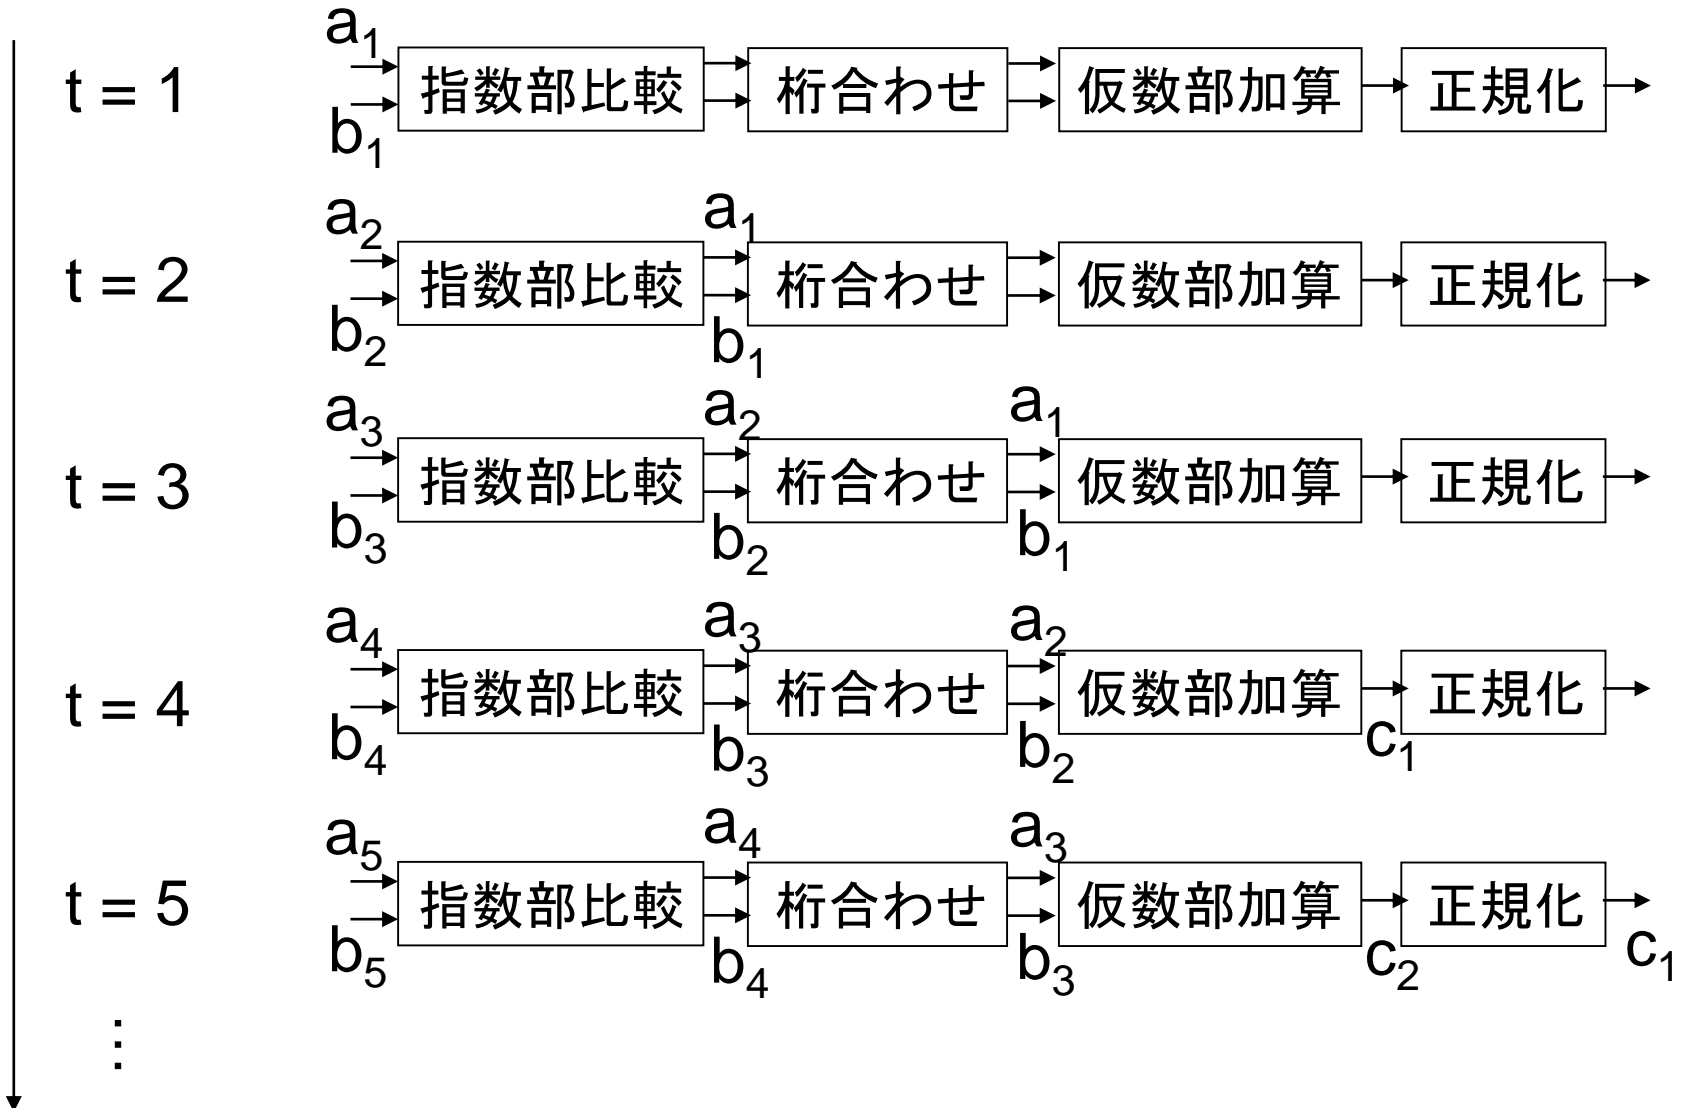 a1
t = 1 指数部比較 桁合わせ 仮数部加算 正規化
b1
a2 a1
t = 2 指数部比較 桁合わせ 仮数部加算 正規化
b2 b1
a3 a2 a1
t = 3 指数部比較 桁合わせ 仮数部加算 正規化
b3 b2 b1
a4 a3 a2
t = 4 指数部比較 桁合わせ 仮数部加算 正規化
b4 b3 b2 c1
a5 a4 a3
t = 5 指数部比較 桁合わせ 仮数部加算 正規化
b5 b4 b3 c2 c1
⋮